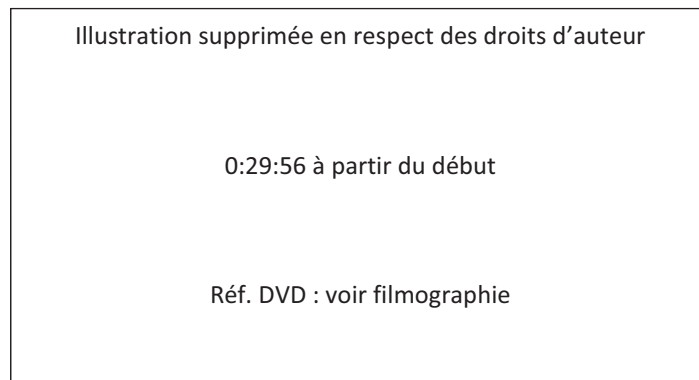 Illustration supprimée en respect des droits d’auteur
0:29:56 à partir du début
Réf. DVD : voir filmographie